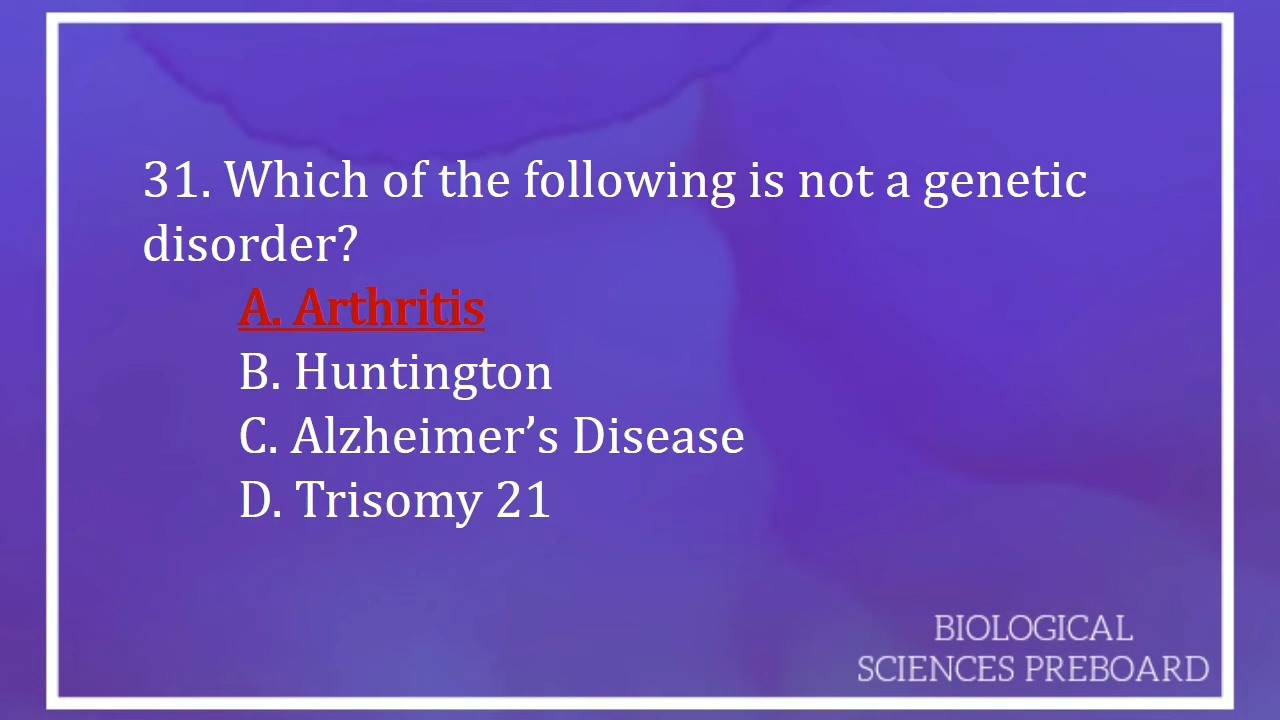 31. Which of the following is not a genetic
disorder?
A. Arthritis
B. Huntington
C. Alzheimer’s Disease
D. Trisomy 21
BIOLOGICAL
SCIENCES PREBOARD